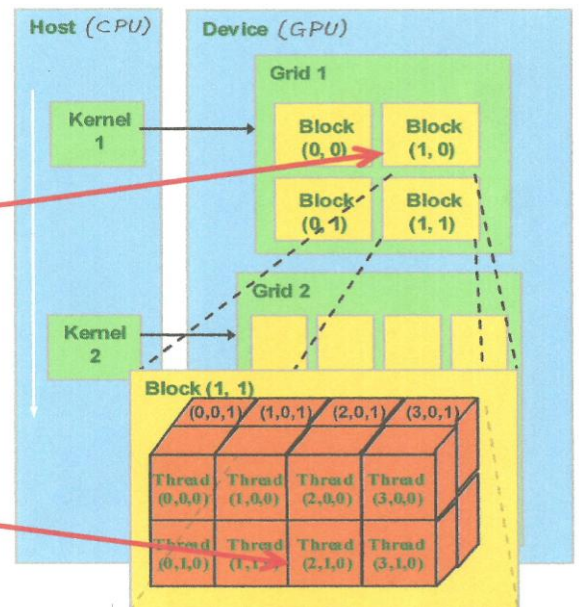 Host (CPU)
Device (GPU)
Grid 1
Kernel
1
Block
(0, 0)
Block
(1, 0)
Block
(0, 1)
Block
(1, 1)
Grid 2
Kernel
2
Block (1, 1)
(0,0,1) (1,0,1) (2,0,1) (3,0,1)
Thread Thread Thread Thread
(0,0,0) (1,0,0) (2,0,0) (3,0,0)
Thread Thread Thread Thread
(0,1,0) (2,1,0) (3,1,0)